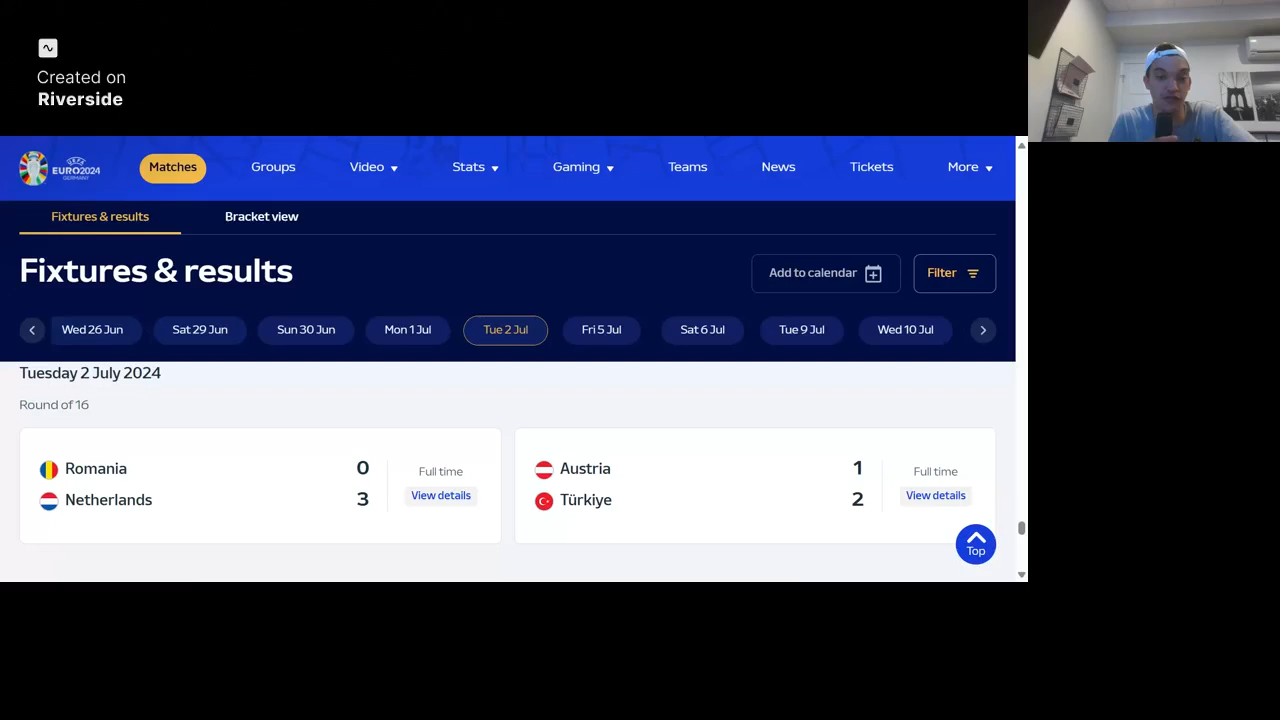 Created on
Riverside
UEFA
EURO2024
GERMANY
Matches
Groups
Video
Stats
Gaming
Teams
News
Tickets
More
Fixtures & results
Bracket view
Fixtures & results
Add to calendar
Filter
Wed 26 Jun
Sat 29 Jun
Sun 30 Jun
Mon 1 Jul
Tue 2 Jul
Fri 5 Jul
Sat 6 Jul
Tue 9 Jul
Wed 10 Jul
Tuesday 2 July 2024
Round of 16
Romania 0
Netherlands 3
Full time
View details
Austria 1
Türkiye 2
Full time
View details
Top